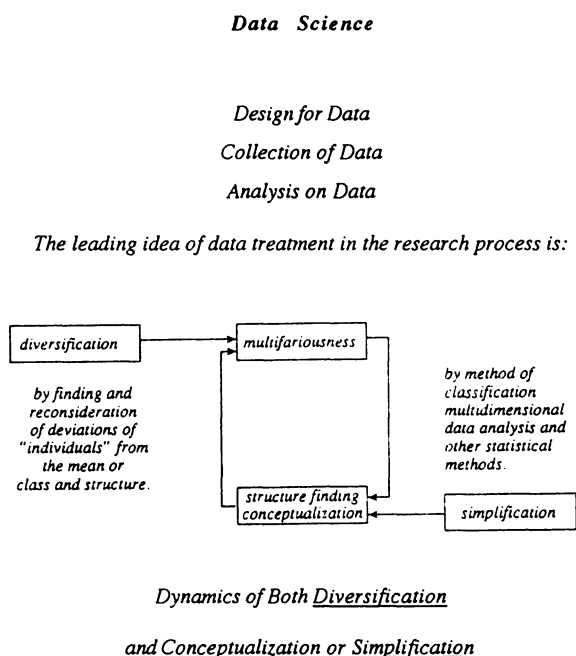 Data Science
Design for Data
Collection of Data
Analysis on Data
The leading idea of data treatment in the research process is:
diversification
multifariousness
by finding and
reconsideration
of deviations of
"individuals" from
the mean or
class and structure.
by method of
classification
multidimensional
data analysis and
other statistical
methods.
structure finding
conceptualization
simplification
Dynamics of Both Diversification
and Conceptualization or Simplification